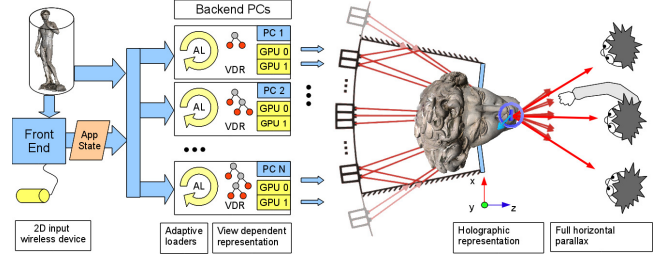 Backend PCs
AL
VDR
PC 1
GPU 0
GPU 1
AL
VDR
PC 2
GPU 0
GPU 1
AL
VDR
PC N
GPU 0
GPU 1
Front
End
App
State
x
y
z
2D input
wireless device
Adaptive
loaders
View dependent
representation
Holographic
representation
Full horizontal
parallax